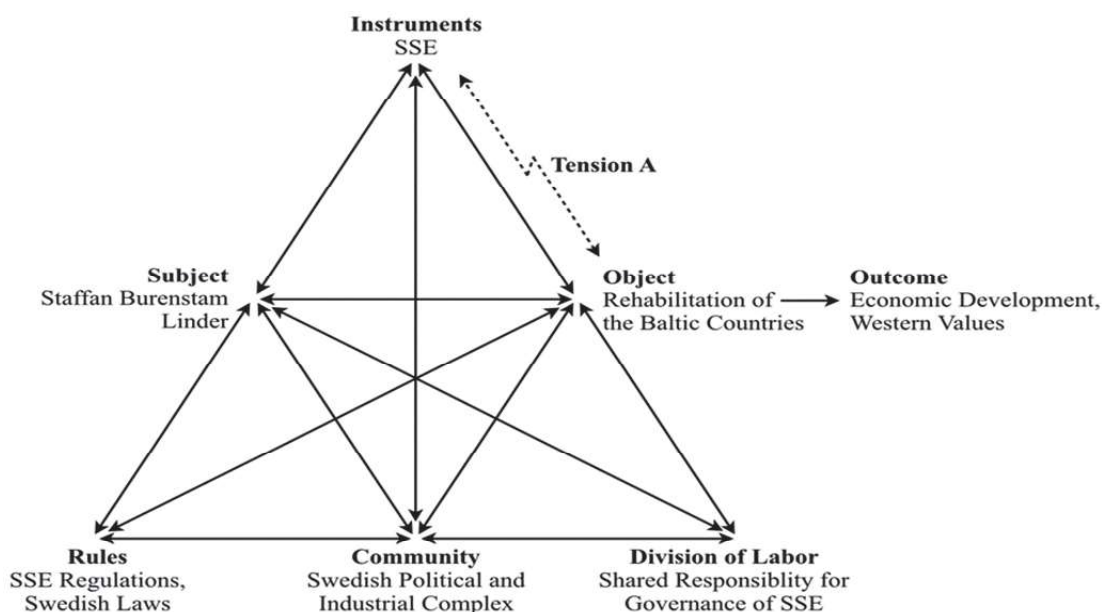 Instruments
SSE
Tension A
Subject
Staffan Burenstam
Linder
Object
Rehabilitation of
the Baltic Countries
Outcome
Economic Development,
Western Values
Rules
SSE Regulations,
Swedish Laws
Community
Swedish Political and
Industrial Complex
Division of Labor
Shared Responsiblity for
Governance of SSE